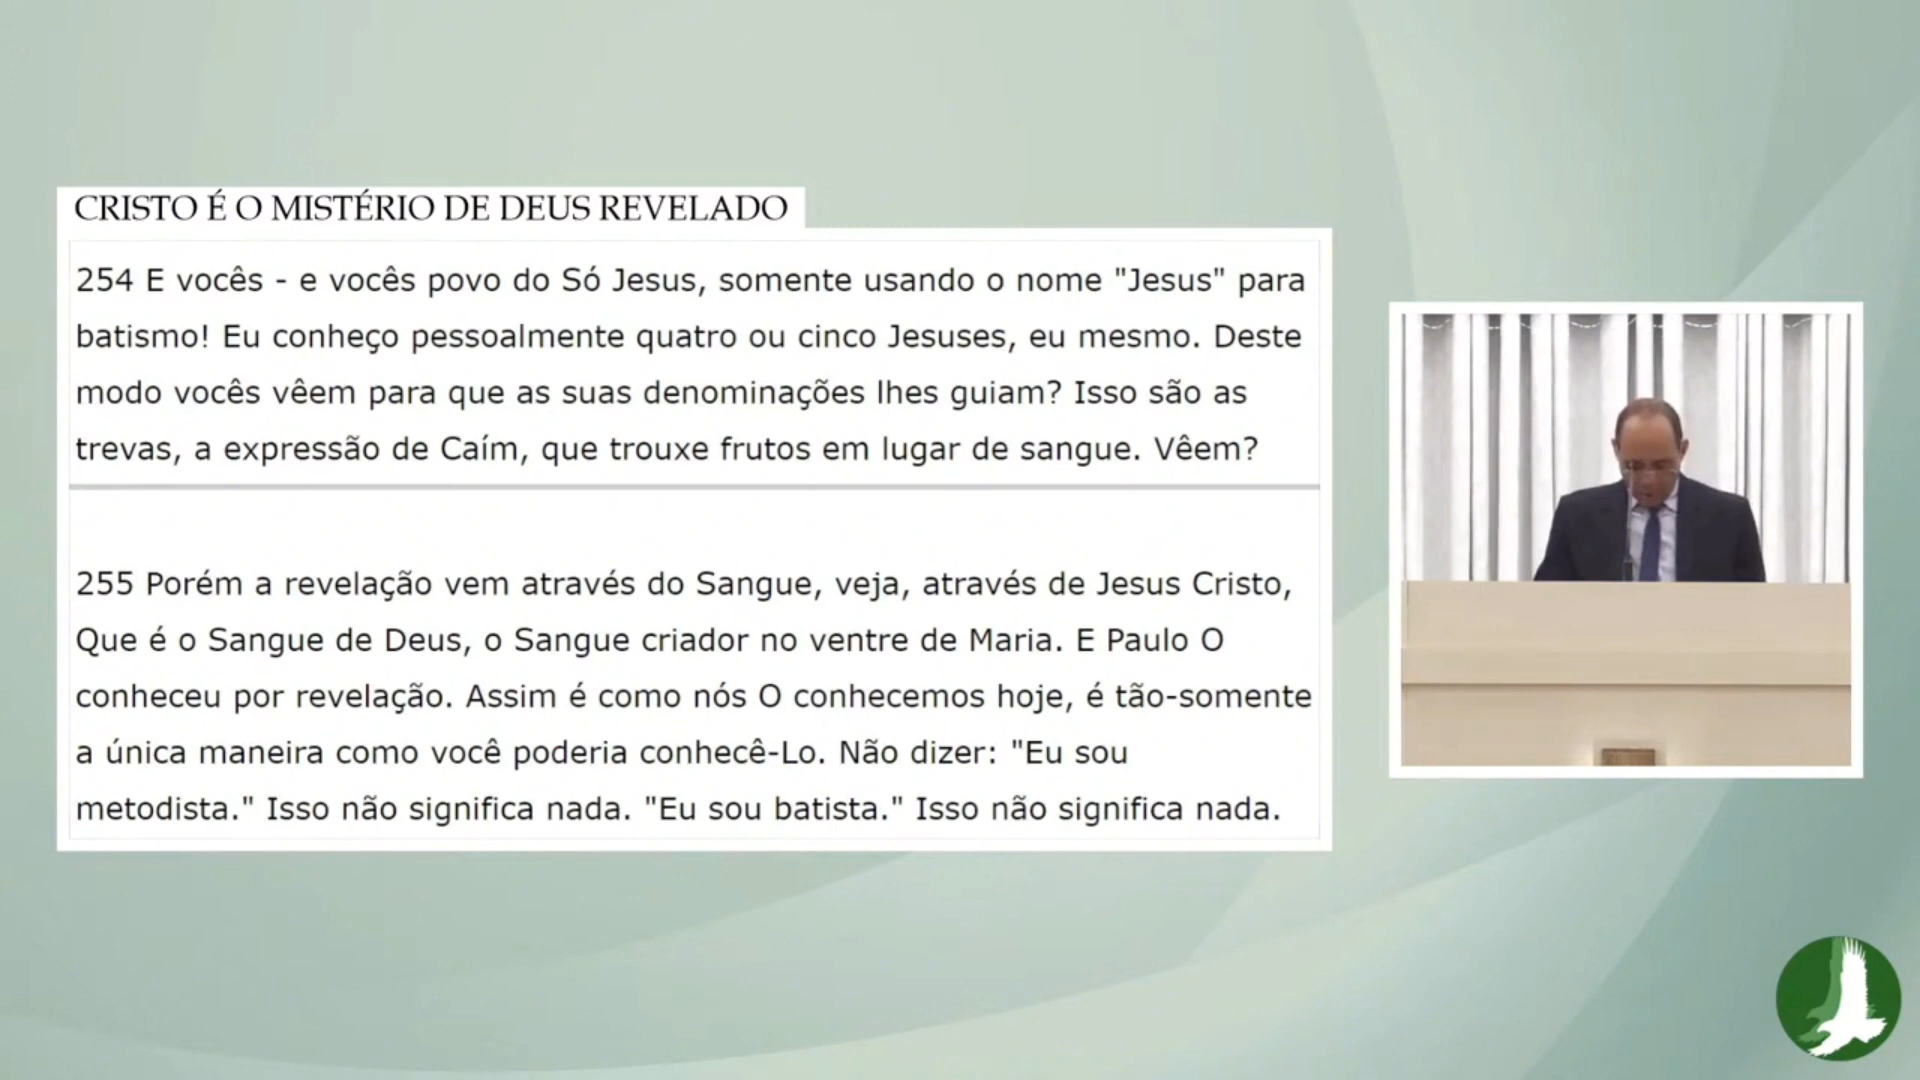 CRISTO É O MISTÉRIO DE DEUS REVELADO
254 E vocês - e vocês povo do Só Jesus, somente usando o nome "Jesus" para
batismo! Eu conheço pessoalmente quatro ou cinco Jesuses, eu mesmo. Deste
modo vocês vêem para que as suas denominações lhes guiam? Isso são as
trevas, a expressão de Caím, que trouxe frutos em lugar de sangue. Vêem?
255 Porém a revelação vem através do Sangue, veja, através de Jesus Cristo,
Que é o Sangue de Deus, o Sangue criador no ventre de Maria. E Paulo O
conheceu por revelação. Assim é como nós O conhecemos hoje, é tão-somente
a única maneira como você poderia conhecê-Lo. Não dizer: "Eu sou
metodista." Isso não significa nada. "Eu sou batista." Isso não significa nada.